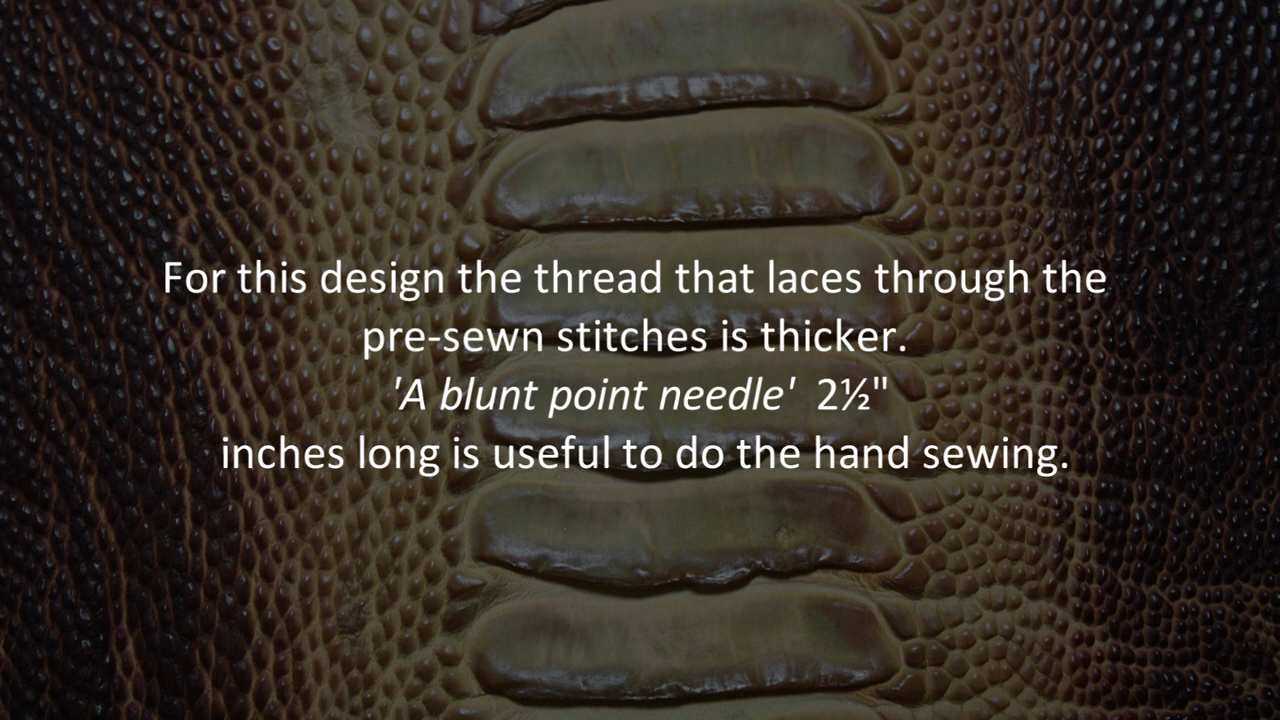 For this design the thread that laces through the
pre-sewn stitches is thicker.
'A blunt point needle'  2½"
inches long is useful to do the hand sewing.